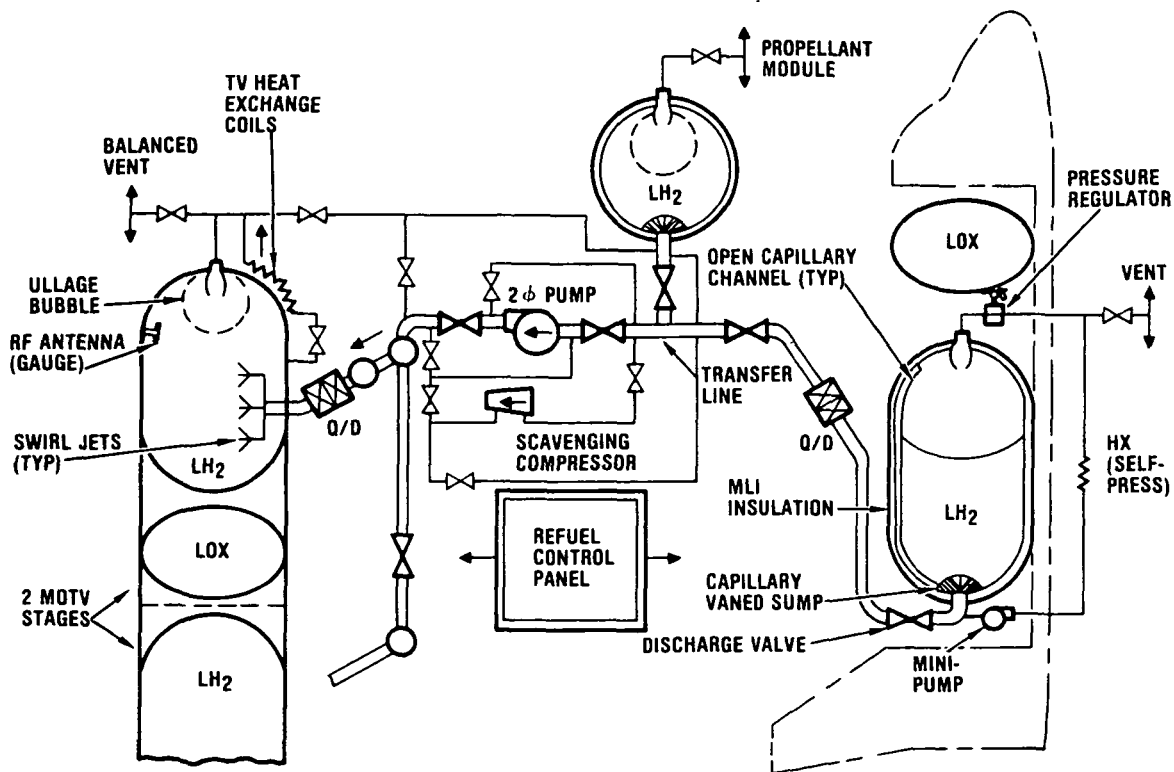 PROPELLANT
MODULE
TV HEAT
EXCHANGE
COILS
BALANCED
VENT
LH2
PRESSURE
REGULATOR
LOX
OPEN CAPILLARY
CHANNEL (TYP)
VENT
ULLAGE
BUBBLE
2 ϕ PUMP
RF ANTENNA
(GAUGE)
TRANSFER
LINE
Q/D
Q/D
SWIRL JETS
(TYP)
SCAVENGING
COMPRESSOR
HX
(SELF-
PRESS)
LH2
MLI
INSULATION
LH2
REFUEL
CONTROL
PANEL
LOX
CAPILLARY
VANED SUMP
2 MOTV
STAGES
DISCHARGE VALVE
MINI-
PUMP
LH2